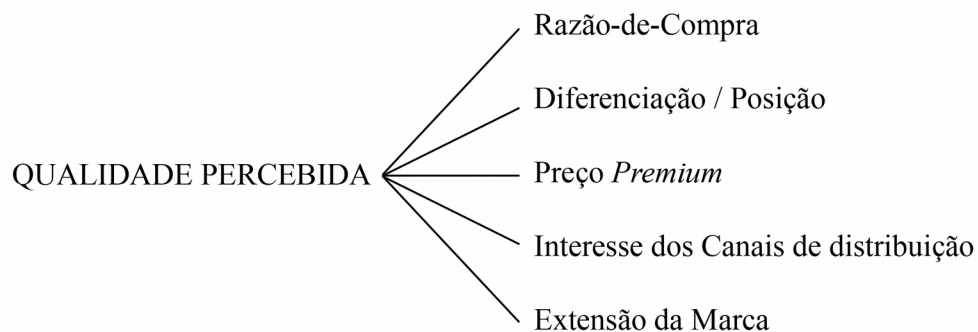 Razão-de-Compra
Diferenciação / Posição
QUALIDADE PERCEBIDA
Preço Premium
Interesse dos Canais de distribuição
Extensão da Marca